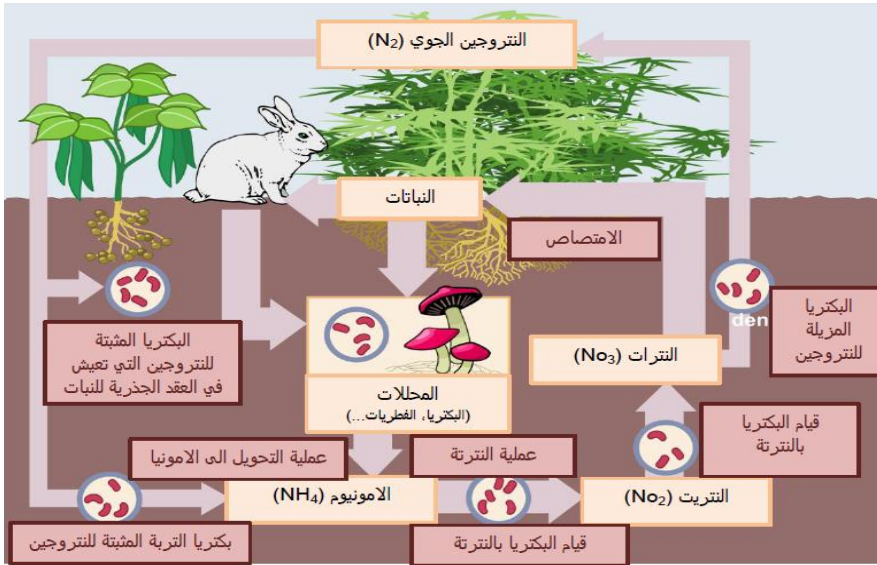 النتروجين الجوي (N₂)
النباتات
الامتصاص
البكتريا
المزيلة
للنتروجين
den
البكتريا المثبتة
للنتروجين التي تعيش
في العقد الجذرية للنبات
النترات (No₃)
المحللات
(البكتريا، الفطريات...)
قيام البكتريا
بالنترتة
عملية التحويل الى الامونيا
عملية النترتة
الامونيوم (NH₄)
النتريت (No₂)
بكتريا التربة المثبتة للنتروجين
قيام البكتريا بالنترتة